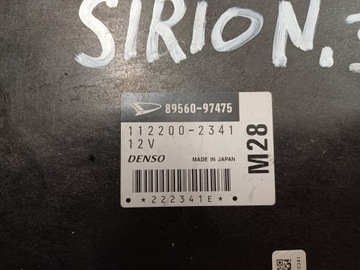 SIRION.
89560-97475
112200-2341
12V
DENSO MADE IN JAPAN
M28
*222341E*